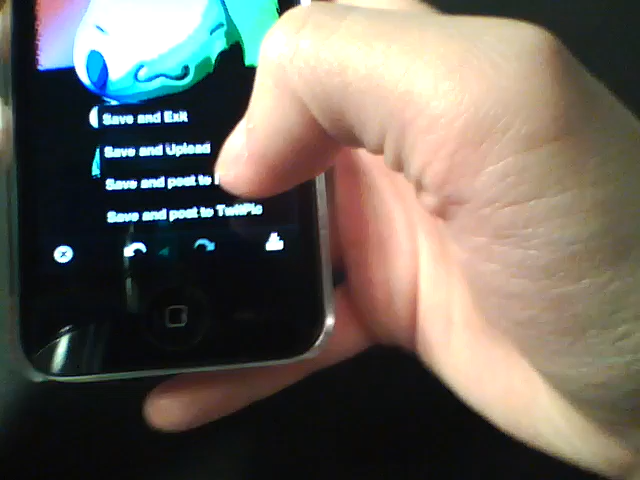 Save and Exit
Save and Upload
Save and post to
Save and post to TwitPic